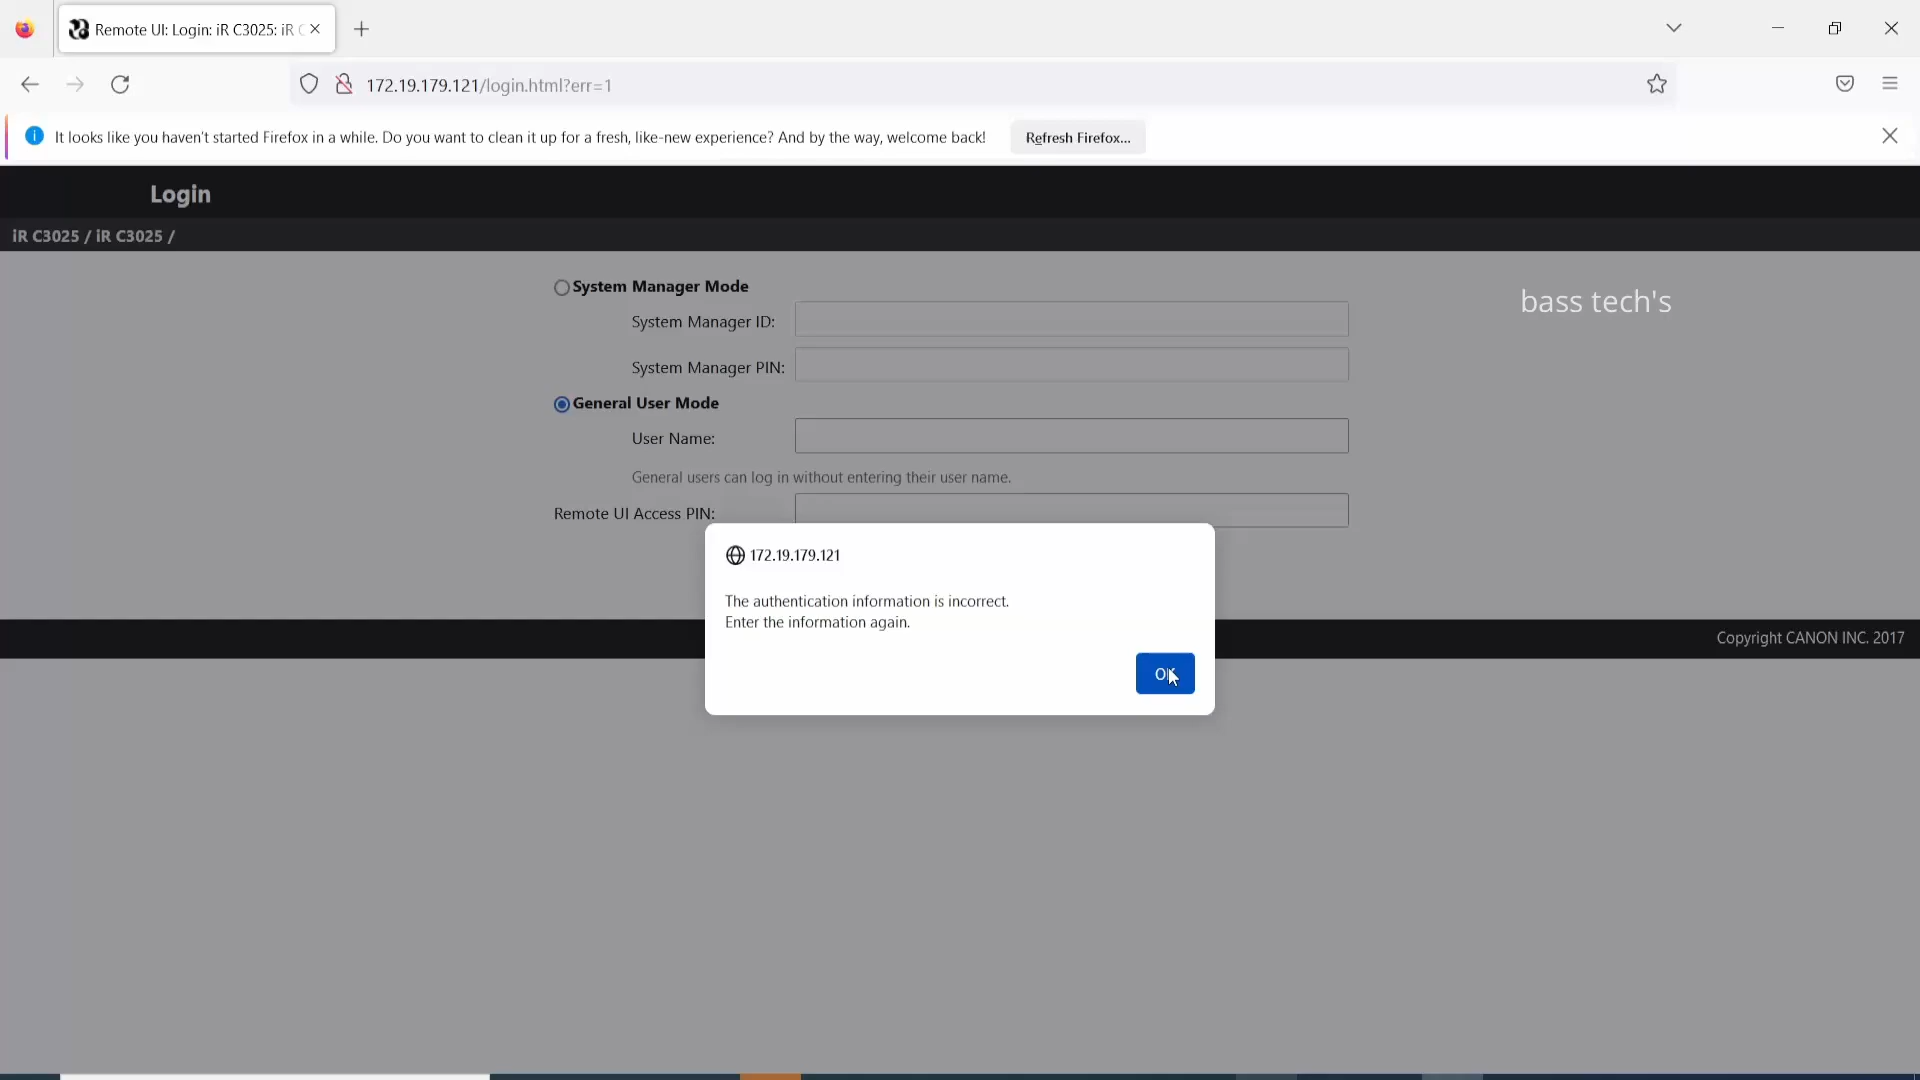 Remote UI: Login: iR C3025: iR C
172.19.179.121/login.html?err=1
It looks like you haven't started Firefox in a while. Do you want to clean it up for a fresh, like-new experience? And by the way, welcome back!
Refresh Firefox...
Login
iR C3025 / iR C3025 /
System Manager Mode
bass tech's
System Manager ID:
System Manager PIN:
General User Mode
User Name:
General users can log in without entering their user name.
Remote UI Access PIN:
172.19.179.121
The authentication information is incorrect.
Enter the information again.
OK
Copyright CANON INC. 2017